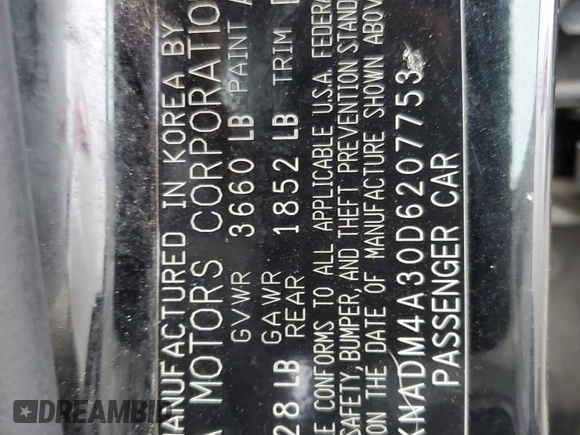 MANUFACTURED IN KOREA BY
MOTORS CORPORATION
GVWR 3660 LB PAINT
28 LB GAWR REAR 1852 LB TRIM
CONFORMS TO ALL APPLICABLE U.S.A. FEDERA
SAFETY, BUMPER, AND THEFT PREVENTION STAND
ON THE DATE OF MANUFACTURE SHOWN ABOV
KNADM4A30D6207753
PASSENGER CAR
DREAMBID